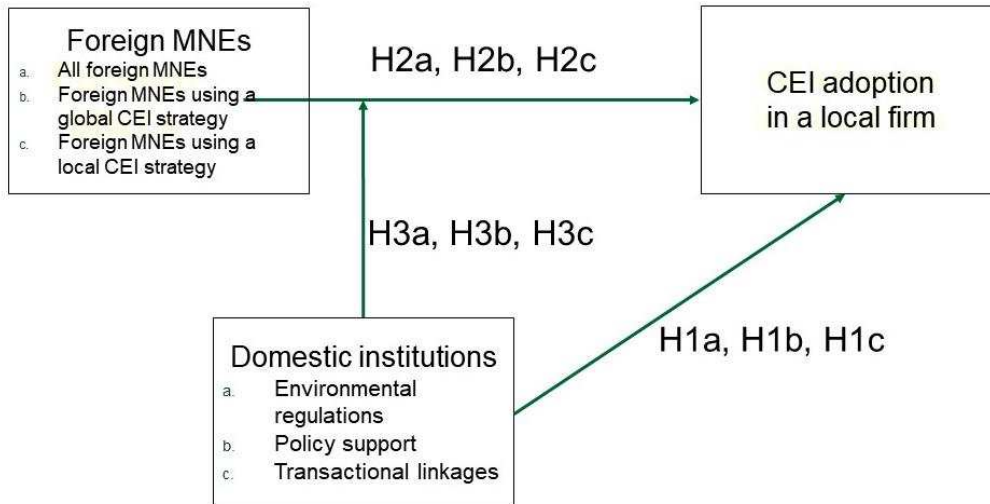 Foreign MNEs
a. All foreign MNEs
b. Foreign MNEs using a
global CEI strategy
c. Foreign MNEs using a
local CEI strategy
H2a, H2b, H2c
CEI adoption
in a local firm
H3a, H3b, H3c
H1a, H1b, H1c
Domestic institutions
a. Environmental
regulations
b. Policy support
c. Transactional linkages